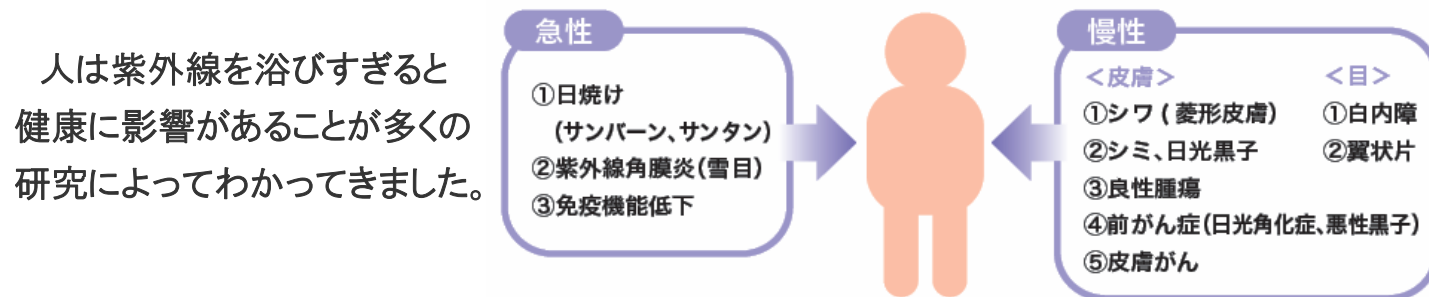 人は紫外線を浴びすぎると
健康に影響があることが多くの
研究によってわかってきました。
急性
①日焼け
(サンバーン、サンタン)
②紫外線角膜炎(雪目)
③免疫機能低下
慢性
＜皮膚＞
①シワ(菱形皮膚)
②シミ、日光黒子
③良性腫瘍
④前がん症(日光角化症、悪性黒子)
⑤皮膚がん
＜目＞
①白内障
②翼状片